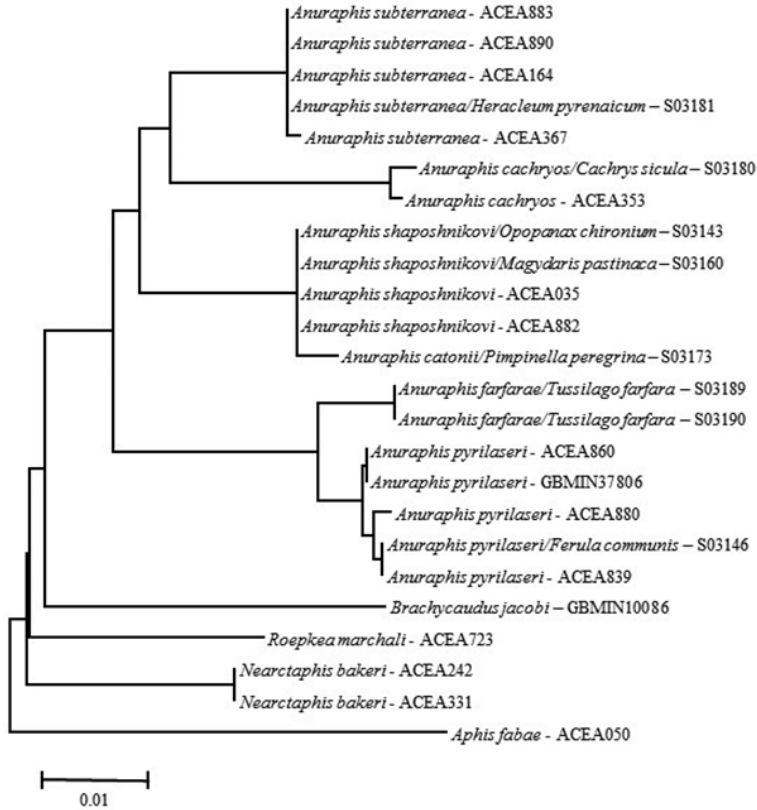 Anuraphis subterranea - ACEA883
Anuraphis subterranea - ACEA890
Anuraphis subterranea - ACEA164
Anuraphis subterranea/Heracleum pyrenaicum – S03181
Anuraphis subterranea - ACEA367
Anuraphis cachryos/Cachrys sicula – S03180
Anuraphis cachryos - ACEA353
Anuraphis shaposhnikovi/Opopanax chironium – S03143
Anuraphis shaposhnikovi/Magydaris pastinaca – S03160
Anuraphis shaposhnikovi - ACEA035
Anuraphis shaposhnikovi - ACEA882
Anuraphis catonii/Pimpinella peregrina – S03173
Anuraphis farfarae/Tussilago farfara – S03189
Anuraphis farfarae/Tussilago farfara – S03190
Anuraphis pyrilaseri - ACEA860
Anuraphis pyrilaseri - GBMIN37806
Anuraphis pyrilaseri - ACEA880
Anuraphis pyrilaseri/Ferula communis – S03146
Anuraphis pyrilaseri - ACEA839
Brachycaudus jacobi – GBMIN10086
Roepkea marchali - ACEA723
Nearctaphis bakeri - ACEA242
Nearctaphis bakeri - ACEA331
Aphis fabae - ACEA050
0.01